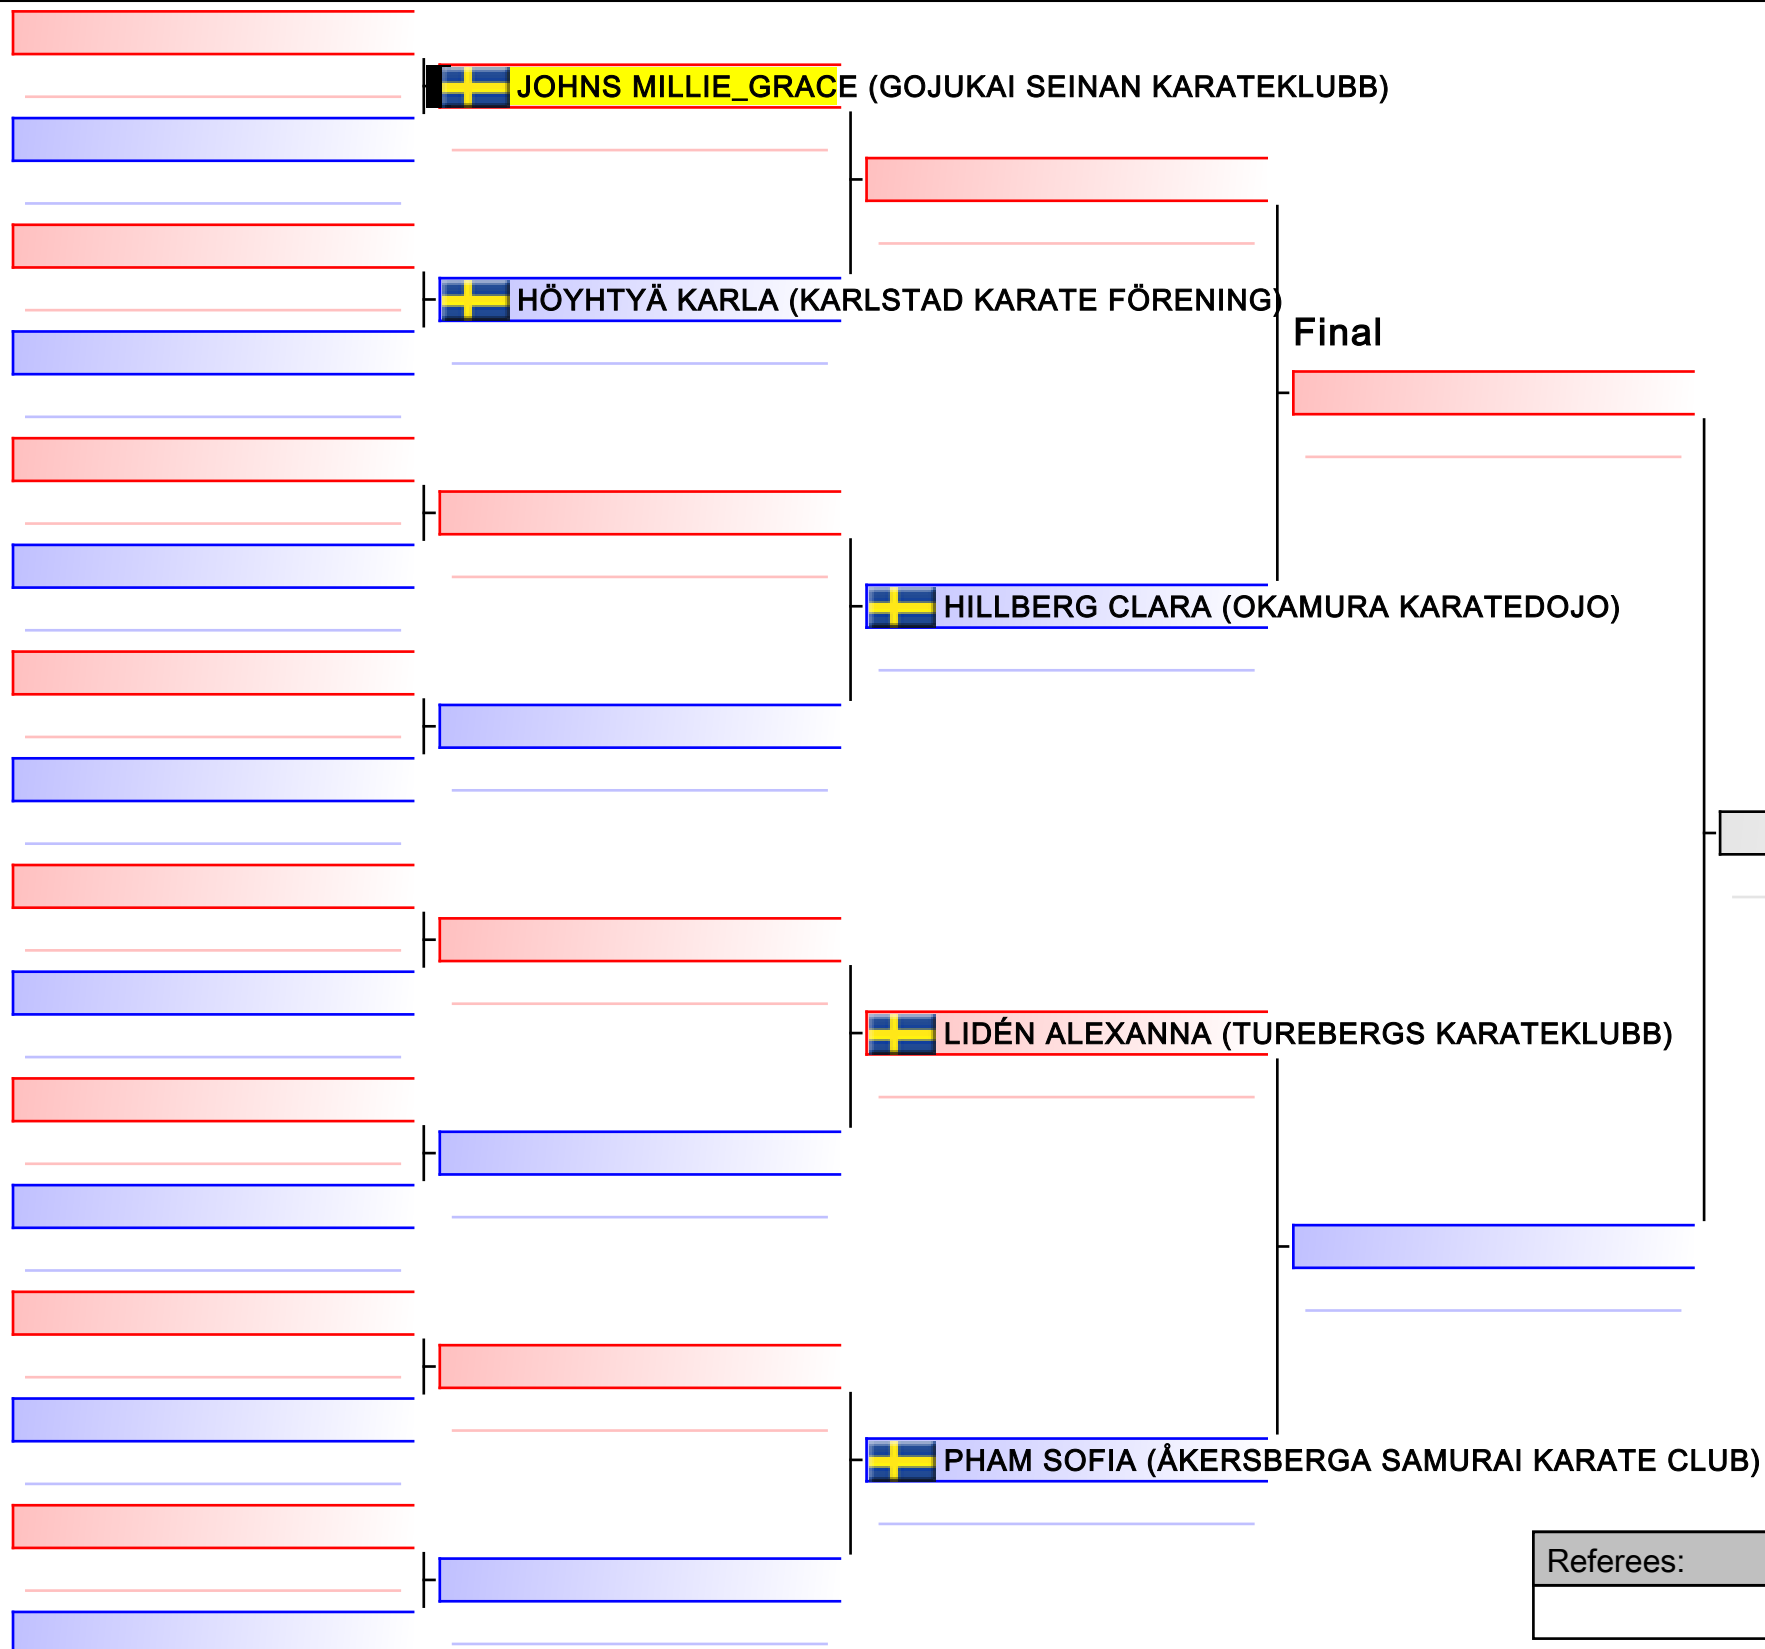 JOHNS MILLIE_GRACE (GOJUKAI SEINAN KARATEKLUBB)
HÖYHTYÄ KARLA (KARLSTAD KARATE FÖRENING)
Final
HILLBERG CLARA (OKAMURA KARATEDOJO)
LIDÉN ALEXANNA (TUREBERGS KARATEKLUBB)
PHAM SOFIA (ÅKERSBERGA SAMURAI KARATE CLUB)
Referees: